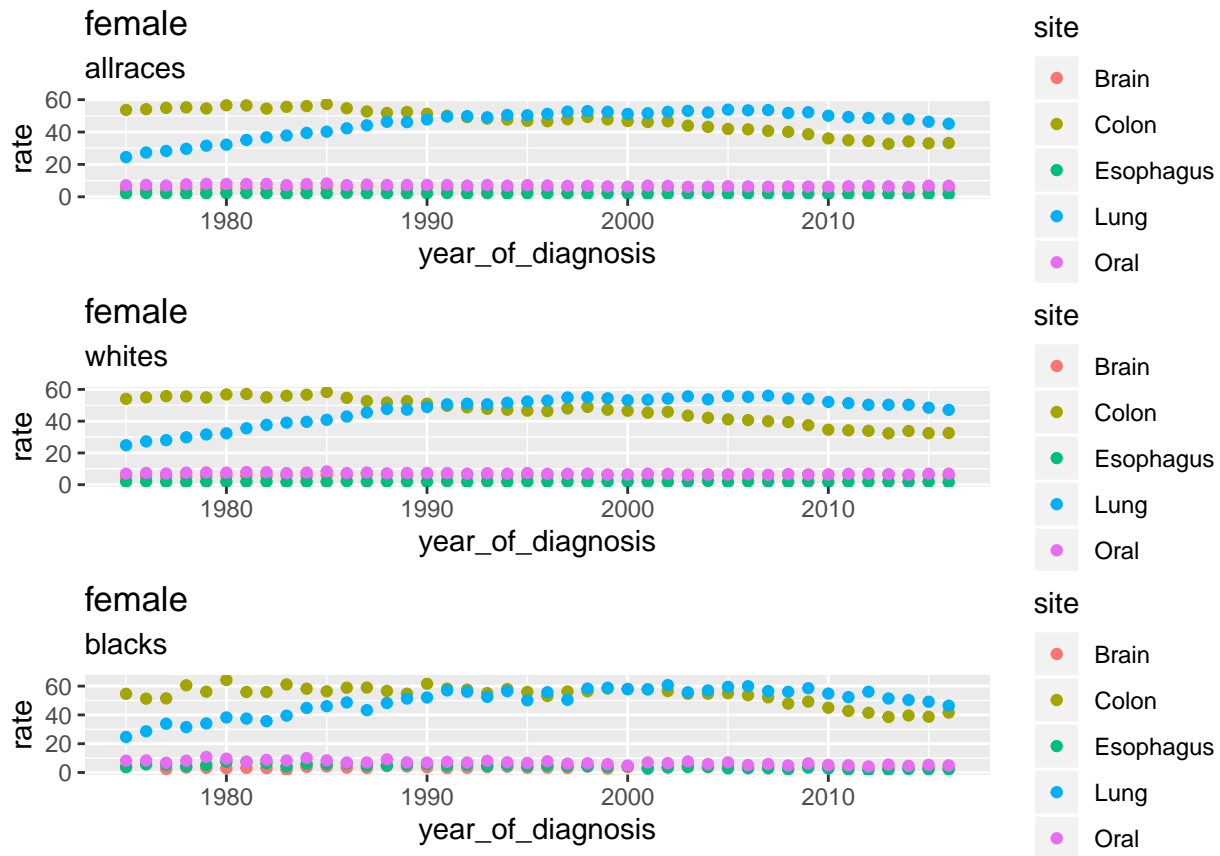 female
allraces
60
40
20
0
rate
1980 1990 2000 2010
year_of_diagnosis
site
Brain
Colon
Esophagus
Lung
Oral
female
whites
60
40
20
0
rate
1980 1990 2000 2010
year_of_diagnosis
site
Brain
Colon
Esophagus
Lung
Oral
female
blacks
60
40
20
0
rate
1980 1990 2000 2010
year_of_diagnosis
site
Brain
Colon
Esophagus
Lung
Oral